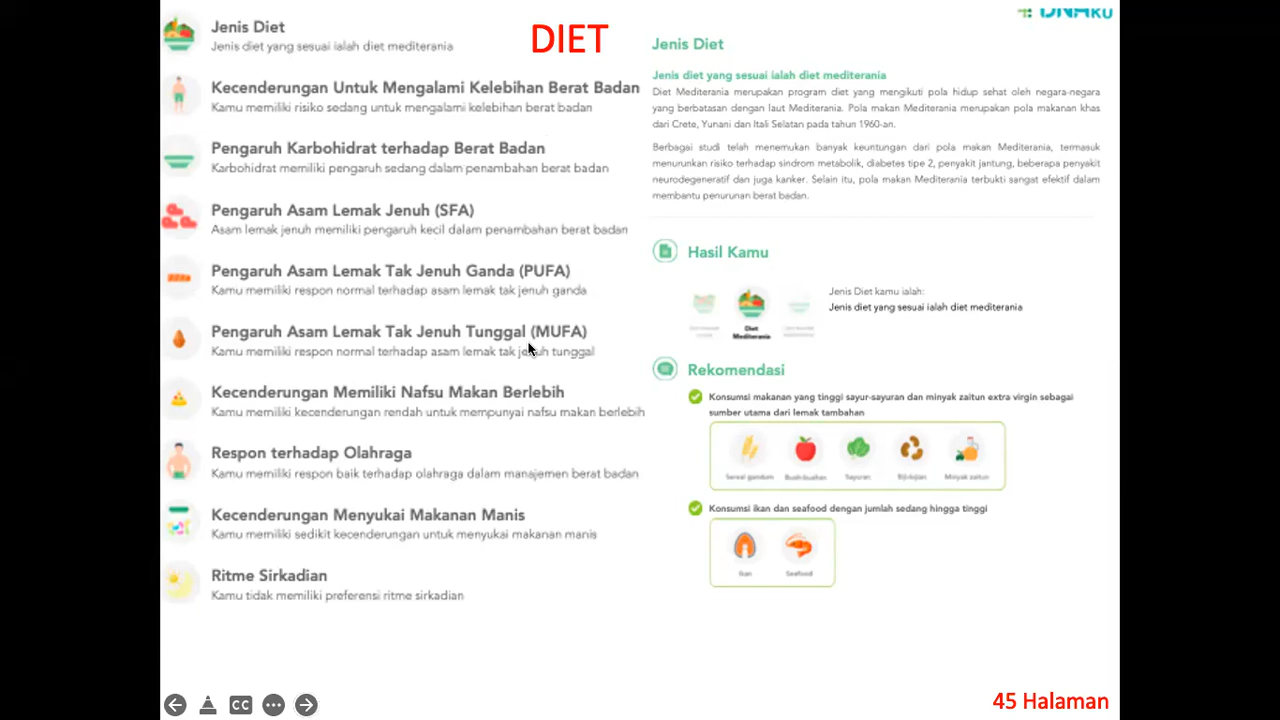 Jenis Diet
Jenis diet yang sesuai ialah diet mediterania
Kecenderungan Untuk Mengalami Kelebihan Berat Badan
Kamu memiliki risiko sedang untuk mengalami kelebihan berat badan
Pengaruh Karbohidrat terhadap Berat Badan
Karbohidrat memiliki pengaruh sedang dalam penambahan berat badan
Pengaruh Asam Lemak Jenuh (SFA)
Asam lemak jenuh memiliki pengaruh kecil dalam penambahan berat badan
Pengaruh Asam Lemak Tak Jenuh Ganda (PUFA)
Kamu memiliki respon normal terhadap asam lemak tak jenuh ganda
Pengaruh Asam Lemak Tak Jenuh Tunggal (MUFA)
Kamu memiliki respon normal terhadap asam lemak tak jenuh tunggal
Kecenderungan Memiliki Nafsu Makan Berlebih
Kamu memiliki kecenderungan rendah untuk mempunyai nafsu makan berlebih
Respon terhadap Olahraga
Kamu memiliki respon baik terhadap olahraga dalam manajemen berat badan
Kecenderungan Menyukai Makanan Manis
Kamu memiliki sedikit kecenderungan untuk menyukai makanan manis
Ritme Sirkadian
Kamu tidak memiliki preferensi ritme sirkadian
DIET
DNAKU
Jenis Diet
Jenis diet yang sesuai ialah diet mediterania
Diet Mediterania merupakan program diet yang mengikuti pola hidup sehat oleh negara-negara
yang berbatasan dengan laut Mediterania. Pola makan Mediterania merupakan pola makanan khas
dari Crete, Yunani dan Itali Selatan pada tahun 1960-an.
Berbagai studi telah menemukan banyak keuntungan dari pola makan Mediterania, termasuk
menurunkan risiko terhadap sindrom metabolik, diabetes tipe 2, penyakit jantung, beberapa penyakit
neurodegeneratif dan juga kanker. Selain itu, pola makan Mediterania terbukti sangat efektif dalam
membantu penurunan berat badan.
Hasil Kamu
Diet
Mediterania
Jenis Diet kamu ialah:
Jenis diet yang sesuai ialah diet mediterania
Rekomendasi
Konsumsi makanan yang tinggi sayur-sayuran dan minyak zaitun extra virgin sebagai
sumber utama dari lemak tambahan
Sereal gandum Buah-buahan Sayuran Biji-bijian Minyak zaitun
Konsumsi ikan dan seafood dengan jumlah sedang hingga tinggi
Ikan Seafood
CC
45 Halaman